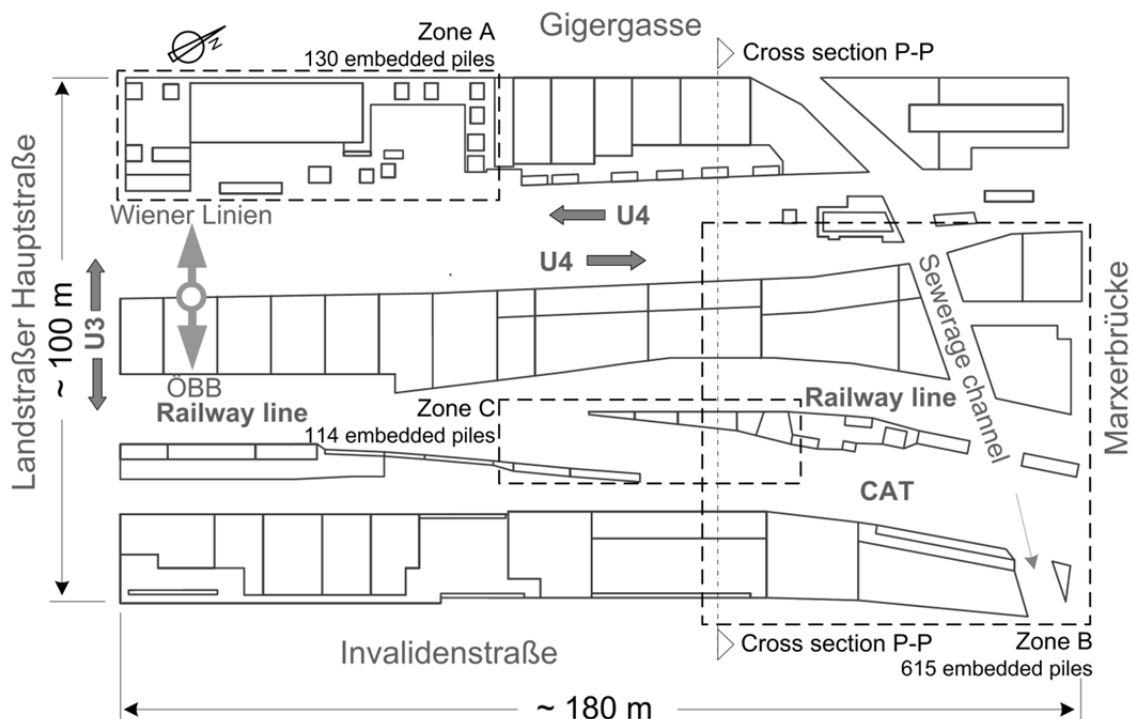 Zone A
130 embedded piles
Gigergasse
Cross section P-P
N
Wiener Linien
U4
U4
Landstraßer Hauptstraße
~ 100 m
U3
ÖBB
Railway line
Zone C
114 embedded piles
Railway line
Sewerage channel
Marxerbrücke
CAT
Invalidenstraße
Cross section P-P
Zone B
615 embedded piles
~ 180 m